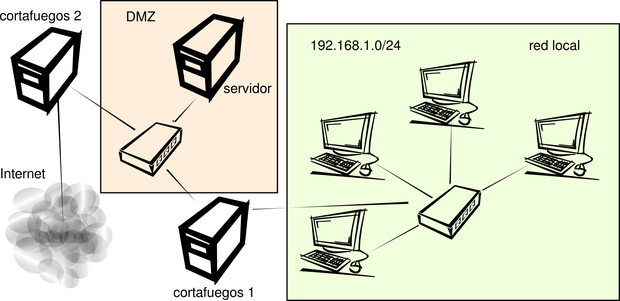 cortafuegos 2
DMZ
servidor
192.168.1.0/24
red local
Internet
cortafuegos 1